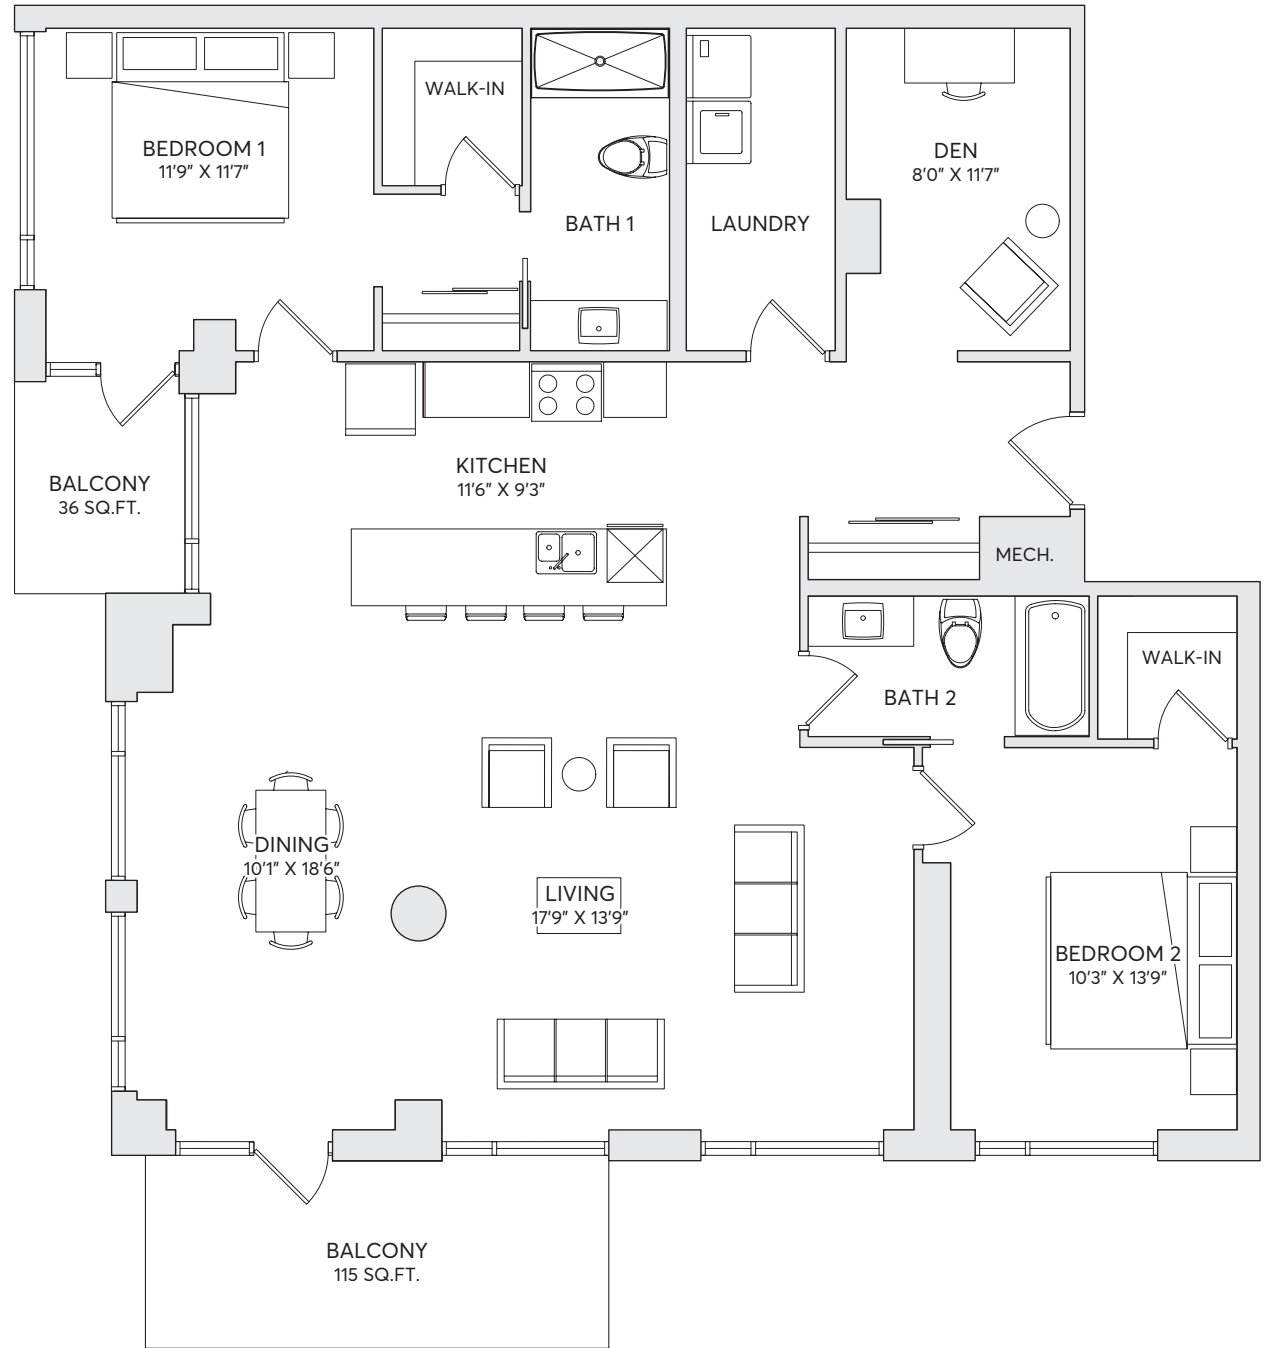 WALK-IN
BEDROOM 1
11'9" X 11'7"
DEN
8'0" X 11'7"
BATH 1
LAUNDRY
KITCHEN
11'6" X 9'3"
BALCONY
36 SQ.FT.
MECH.
WALK-IN
BATH 2
DINING
10'1" X 18'6"
LIVING
17'9" X 13'9"
BEDROOM 2
10'3" X 13'9"
BALCONY
115 SQ.FT.